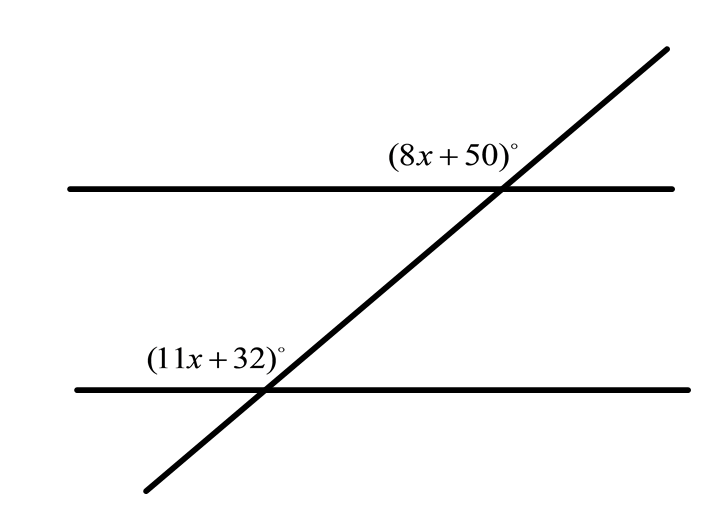 (8x + 50)°
(11x + 32)°